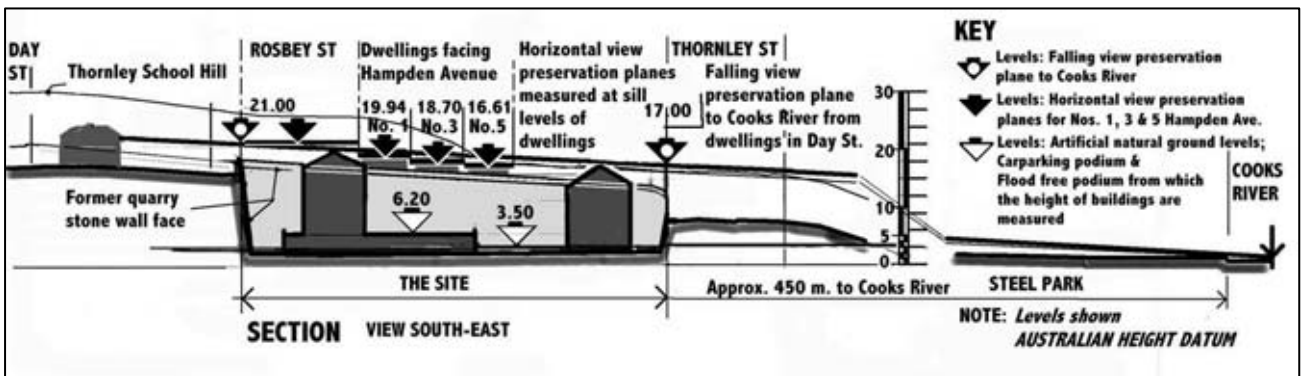 DAY
ST
Thornley School Hill
ROSBEY ST
21.00
Dwellings facing
Hampden Avenue
19.94 18.70 16.61
No. 1 No.3 No.5
Horizontal view
preservation planes
measured at sill
levels of
dwellings
THORNLEY ST
17.00
Falling view
preservation plane
to Cooks River from
dwellings in Day St.
Former quarry
stone wall face
6.20
3.50
30
20
10
5
0
KEY
Levels: Falling view preservation
plane to Cooks River
Levels: Horizontal view preservation
planes for Nos. 1, 3 & 5 Hampden Ave.
Levels: Artificial natural ground levels;
Carparking podium &
Flood free podium from which
the height of buildings are
measured
COOKS
RIVER
THE SITE
Approx. 450 m. to Cooks River
STEEL PARK
SECTION VIEW SOUTH-EAST
NOTE: Levels shown
AUSTRALIAN HEIGHT DATUM